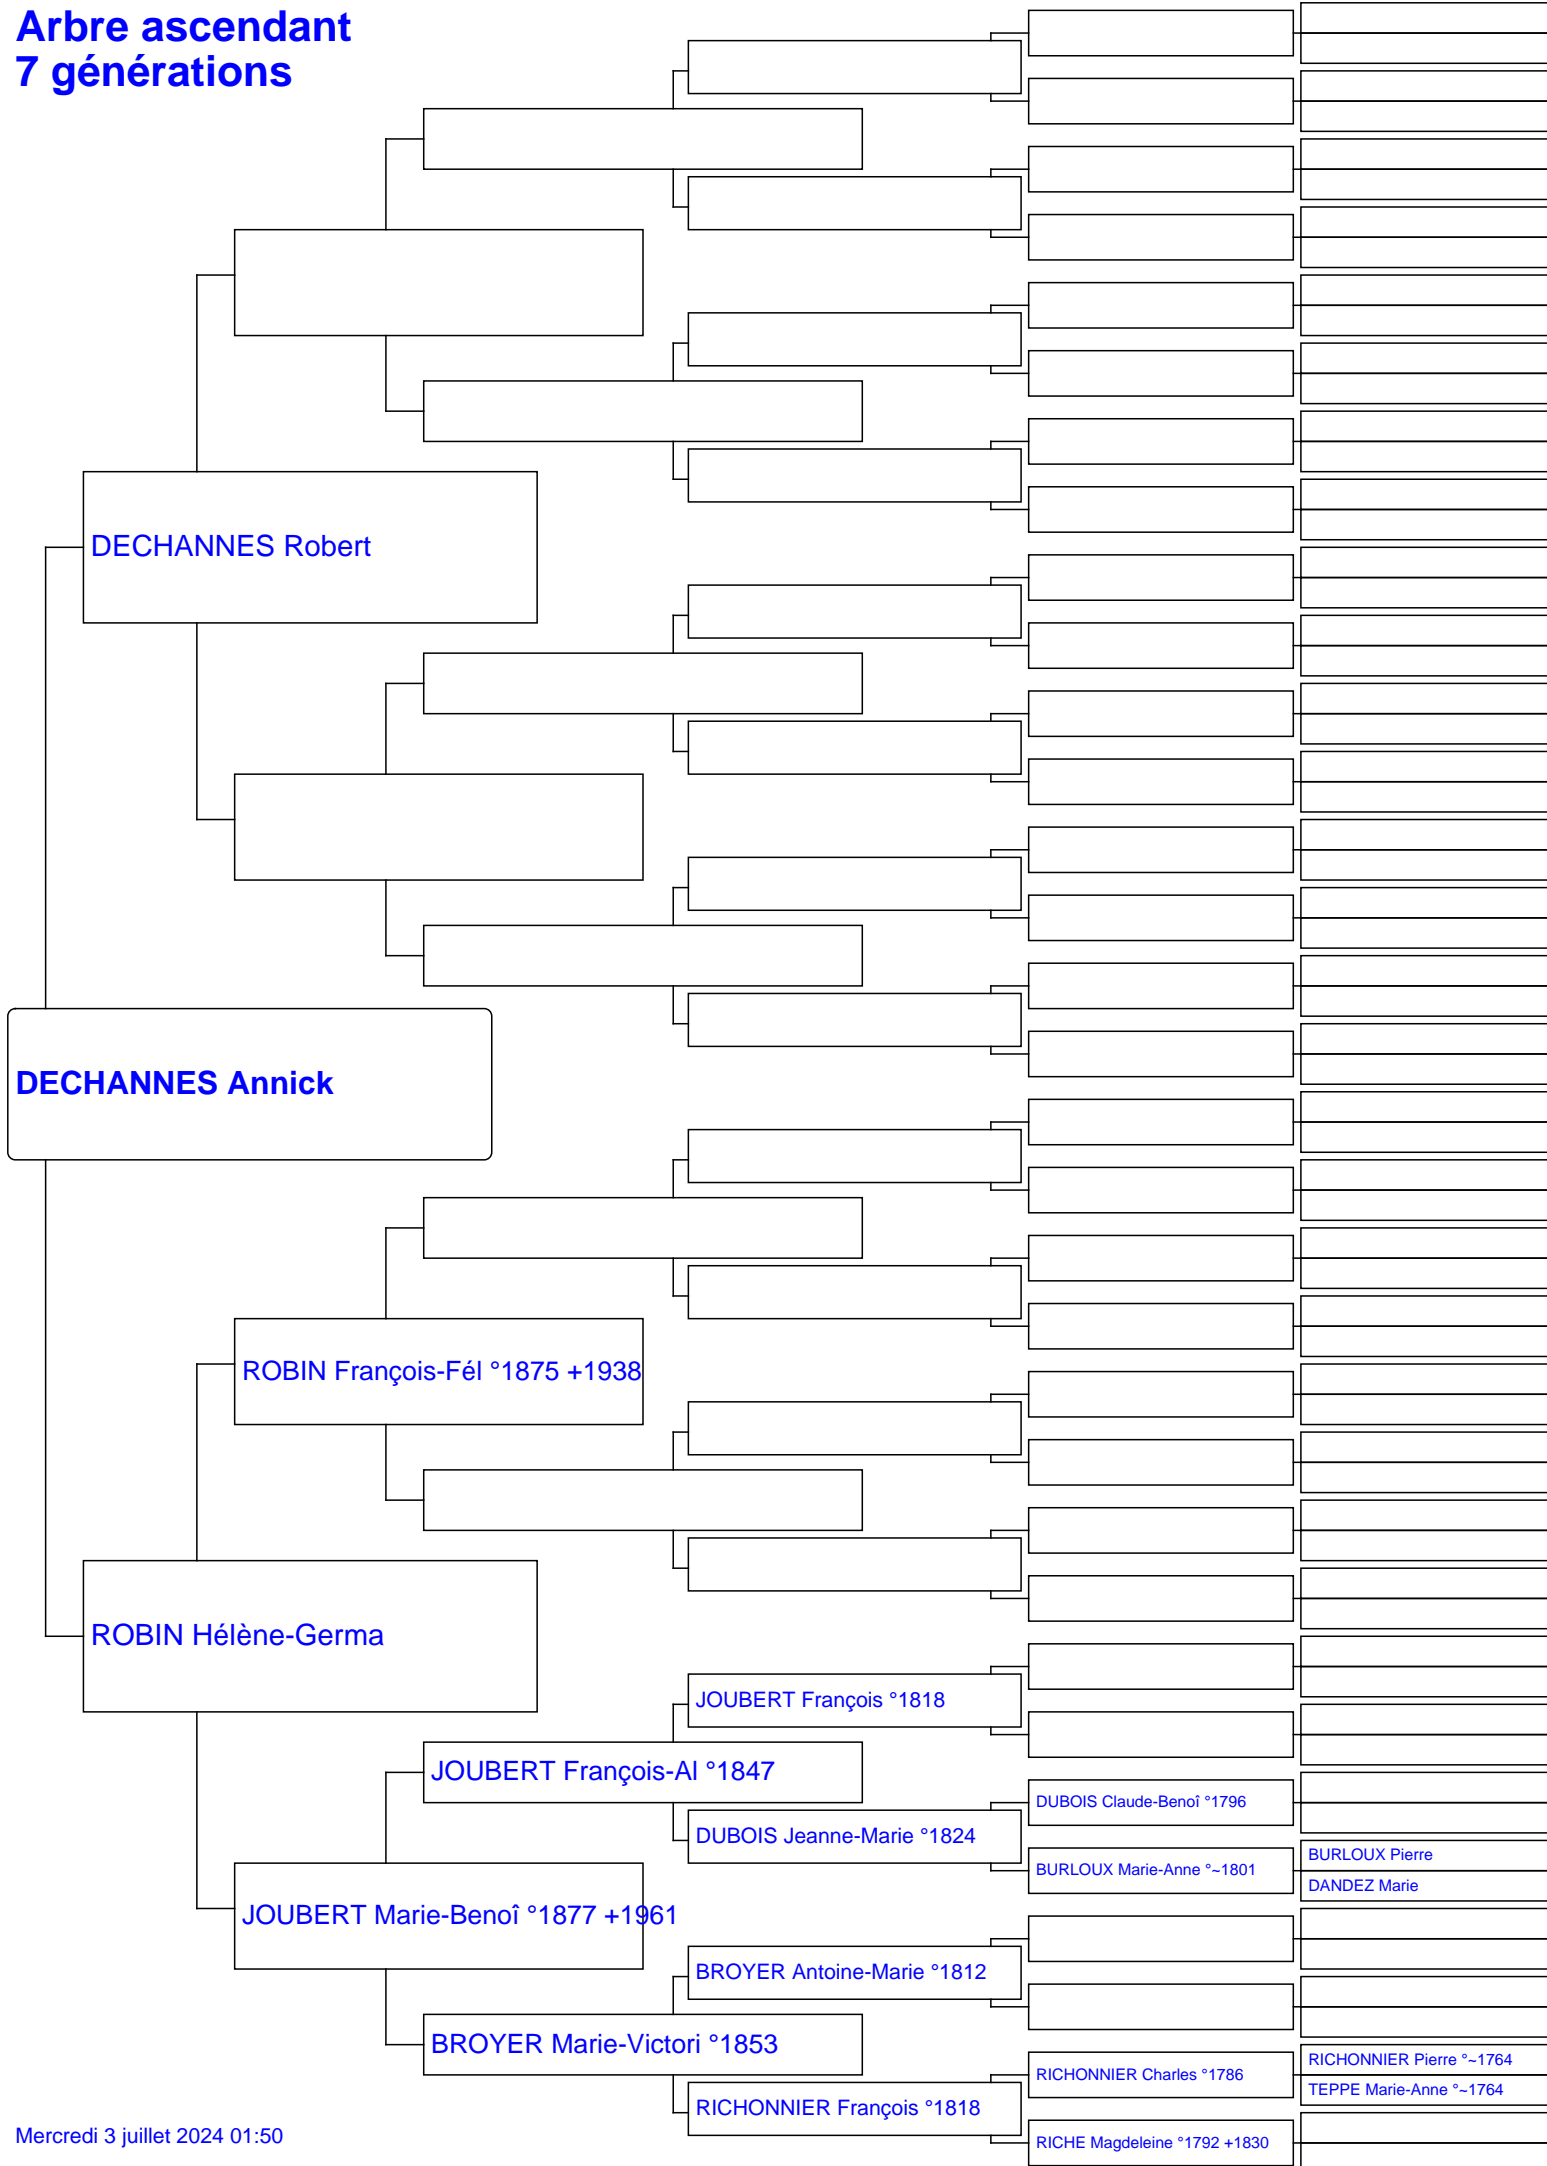 Arbre ascendant
7 générations
DECHANNES Robert
DECHANNES Annick
ROBIN François-Fél °1875 +1938
ROBIN Hélène-Germa
JOUBERT François °1818
JOUBERT François-Al °1847
DUBOIS Claude-Benoî °1796
DUBOIS Jeanne-Marie °1824
BURLOUX Pierre
BURLOUX Marie-Anne °~1801
DANDEZ Marie
JOUBERT Marie-Benoî °1877 +1961
BROYER Antoine-Marie °1812
BROYER Marie-Victori °1853
RICHONNIER Pierre °~1764
RICHONNIER Charles °1786
TEPPE Marie-Anne °~1764
RICHONNIER François °1818
RICHE Magdeleine °1792 +1830
Mercredi 3 juillet 2024 01:50